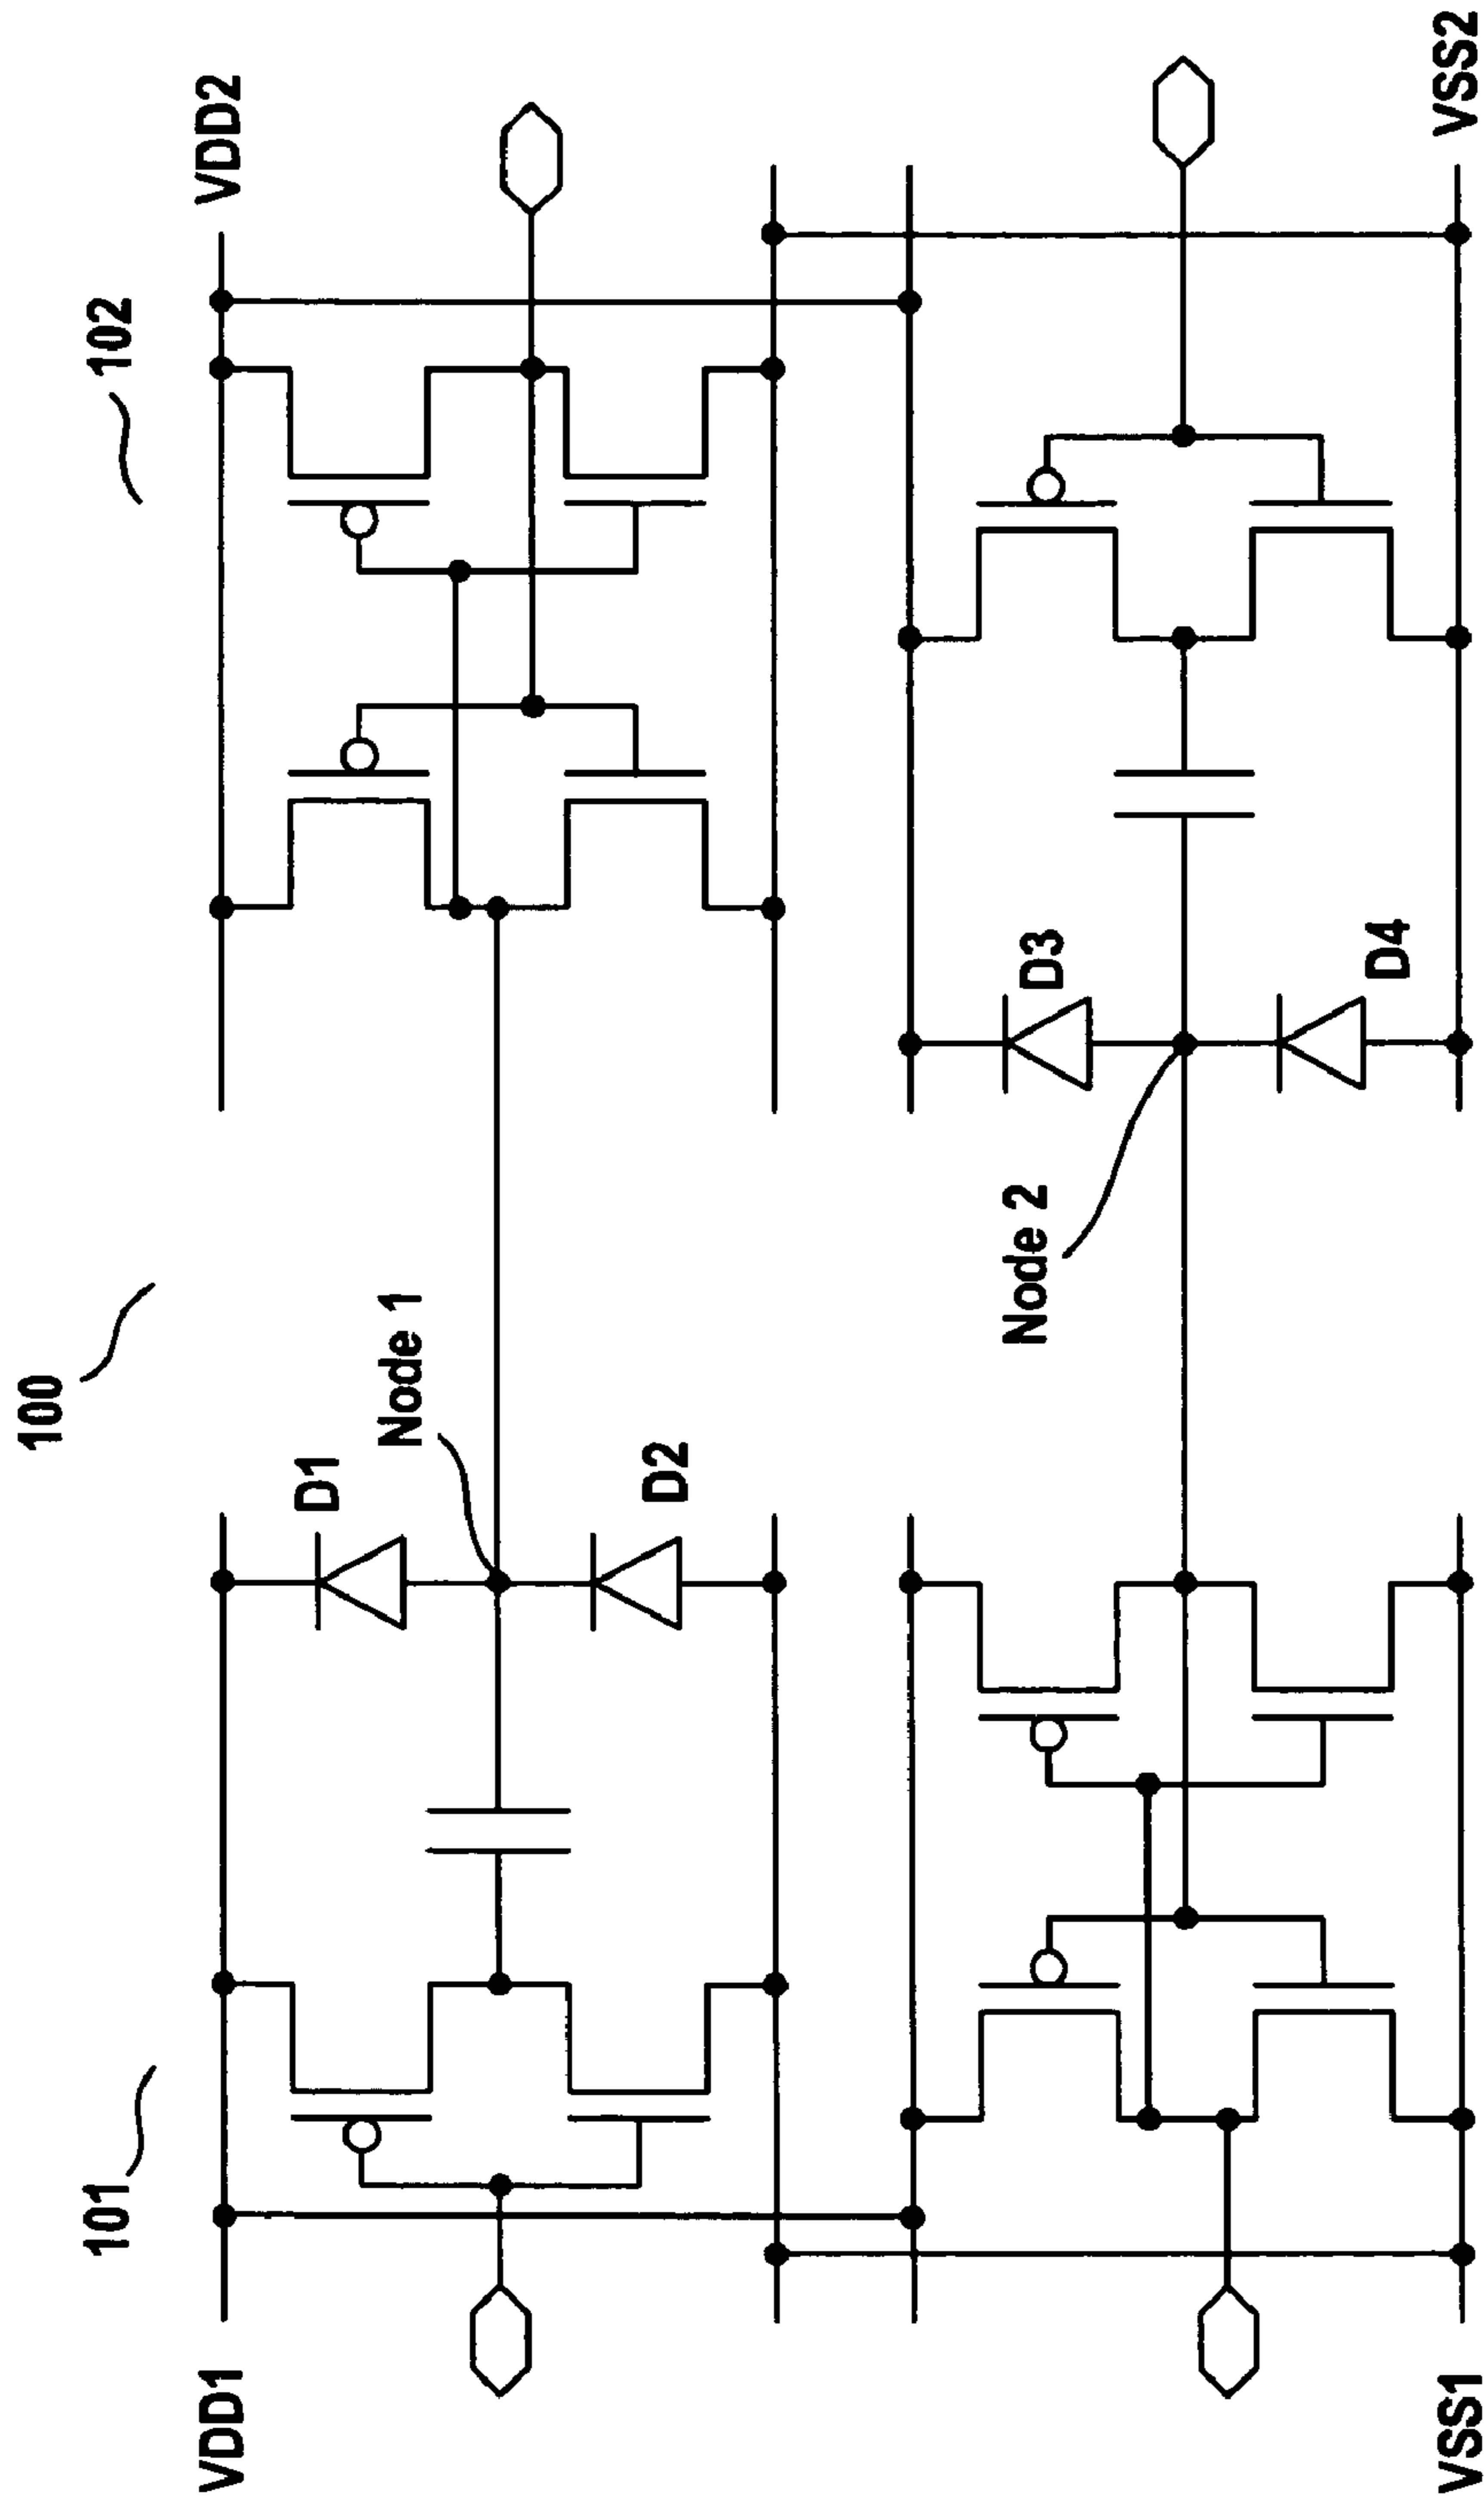 100
101
102
VDD1
VDD2
D1
Node 1
D2
D3
Node 2
D4
VSS1
VSS2